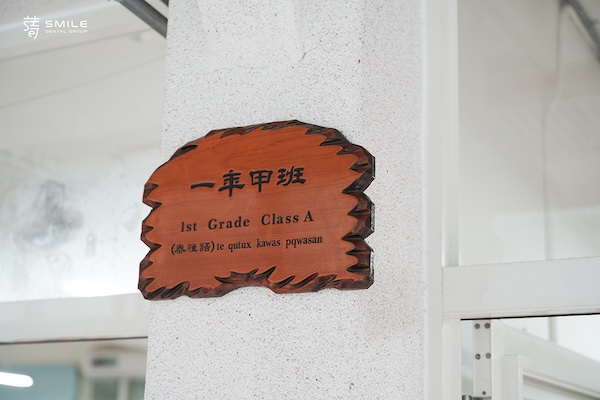 SMILE
DENTAL GROUP
一年甲班
1st Grade Class A
(泰雅語) te qutux kawas pqwasan